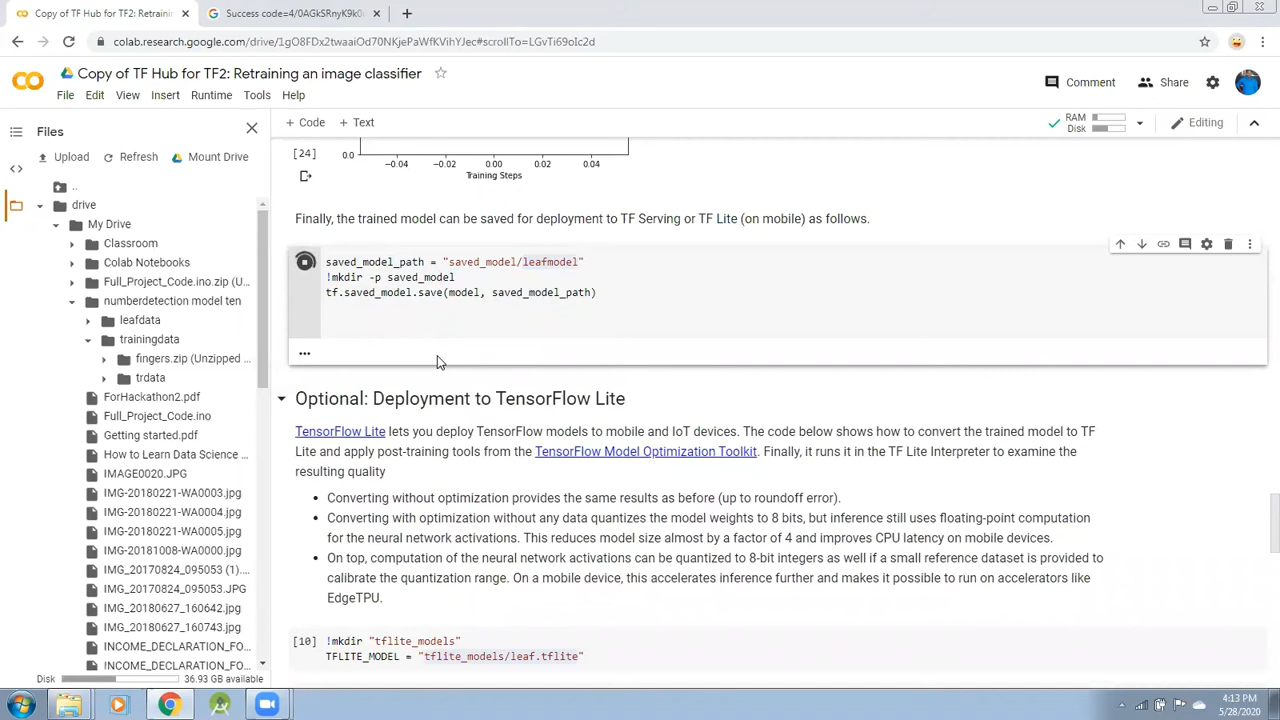 Copy of TF Hub for TF2: Retrainin
Success code=4/0AGkSRnyK9k0
colab.research.google.com/drive/1gO8FDx2twaaiOd70NKjePaWfKVihYJec#scrollTo=LGvTi69oIc2d
Copy of TF Hub for TF2: Retraining an image classifier
Comment
Share
File Edit View Insert Runtime Tools Help
Files
+ Code + Text
RAM
Disk
Editing
Upload Refresh Mount Drive
..
drive
My Drive
Classroom
Colab Notebooks
Full_Project_Code.ino.zip (U...
numberdetection model ten
leafdata
trainingdata
fingers.zip (Unzipped ...
trdata
ForHackathon2.pdf
Full_Project_Code.ino
Getting started.pdf
How to Learn Data Science ...
IMAGE0020.JPG
IMG-20180221-WA0003.jpg
IMG-20180221-WA0004.jpg
IMG-20180221-WA0005.jpg
IMG-20181008-WA0000.jpg
IMG_20170824_095053 (1)....
IMG_20170824_095053.JPG
IMG_20180627_160642.jpg
IMG_20180627_160743.jpg
INCOME_DECLARATION_FO...
INCOME_DECLARATION_FO...
Disk 36.93 GB available
[24]
0.0
−0.04 −0.02 0.00 0.02 0.04
Training Steps
Finally, the trained model can be saved for deployment to TF Serving or TF Lite (on mobile) as follows.
saved_model_path = "saved_model/leafmodel"
!mkdir -p saved_model
tf.saved_model.save(model, saved_model_path)
...
Optional: Deployment to TensorFlow Lite
TensorFlow Lite lets you deploy TensorFlow models to mobile and IoT devices. The code below shows how to convert the trained model to TF
Lite and apply post-training tools from the TensorFlow Model Optimization Toolkit. Finally, it runs it in the TF Lite Interpreter to examine the
resulting quality
• Converting without optimization provides the same results as before (up to roundoff error).
• Converting with optimization without any data quantizes the model weights to 8 bits, but inference still uses floating-point computation
for the neural network activations. This reduces model size almost by a factor of 4 and improves CPU latency on mobile devices.
• On top, computation of the neural network activations can be quantized to 8-bit integers as well if a small reference dataset is provided to
calibrate the quantization range. On a mobile device, this accelerates inference further and makes it possible to run on accelerators like
EdgeTPU.
[10] !mkdir "tflite_models"
TFLITE_MODEL = "tflite_models/leaf.tflite"
4:13 PM
5/28/2020